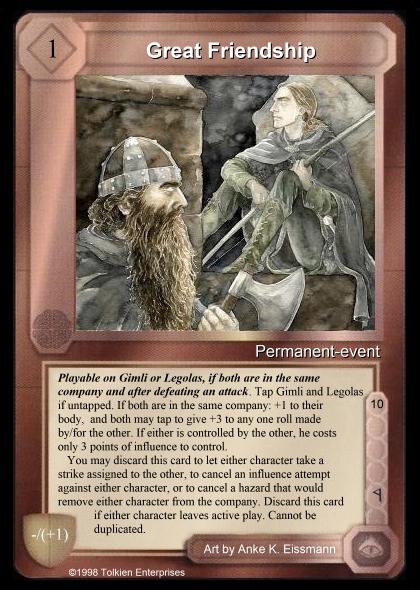 1
Great Friendship
Permanent-event
Playable on Gimli or Legolas, if both are in the same
company and after defeating an attack. Tap Gimli and Legolas
if untapped. If both are in the same company: +1 to their
body, and both may tap to give +3 to any one roll made
by/for the other. If either is controlled by the other, he costs
only 3 points of influence to control.
You may discard this card to let either character take a
strike assigned to the other, to cancel an influence attempt
against either character, or to cancel a hazard that would
remove either character from the company. Discard this card
if either character leaves active play. Cannot be
duplicated.
10
-/(+1)
Art by Anke K. Eissmann
©1998 Tolkien Enterprises